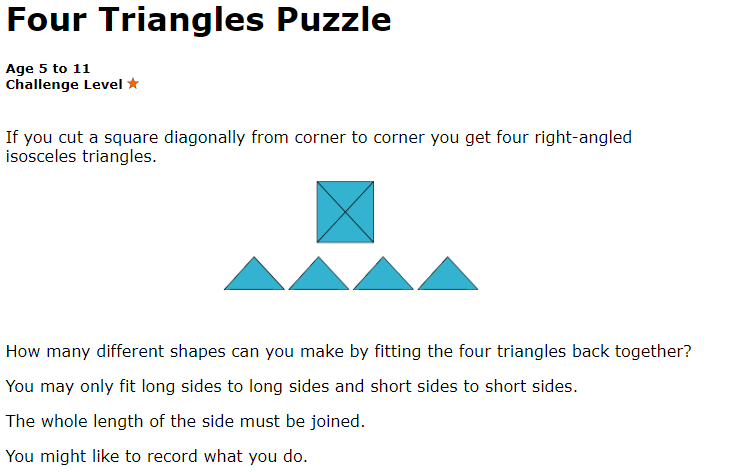 Four Triangles Puzzle
Age 5 to 11
Challenge Level
If you cut a square diagonally from corner to corner you get four right-angled
isosceles triangles.
How many different shapes can you make by fitting the four triangles back together?
You may only fit long sides to long sides and short sides to short sides.
The whole length of the side must be joined.
You might like to record what you do.